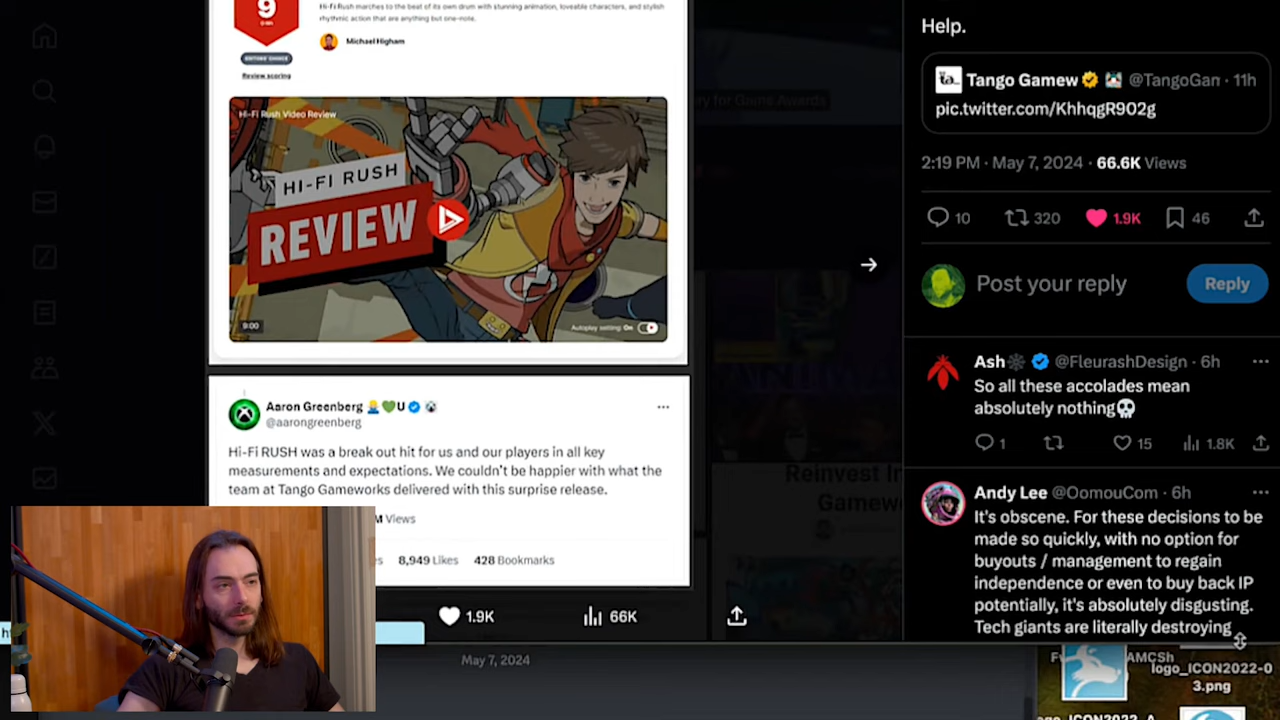 9
Hi-Fi Rush marches to the beat of its own drum with stunning animation, loveable characters, and stylish
rhythmic action that are anything but one-note.
Michael Higham
EDITORS' CHOICE
Review scoring
Hi-Fi Rush Video Review
HI-FI RUSH
REVIEW
9:00
Autoplay setting: On
Aaron Greenberg U
@aarongreenberg
Hi-Fi RUSH was a break out hit for us and our players in all key
measurements and expectations. We couldn't be happier with what the
team at Tango Gameworks delivered with this surprise release.
M Views
8,949 Likes 428 Bookmarks
1.9K 66K
May 7, 2024
Reinvest In
Gamew
Help.
Tango Gamew @TangoGam · 11h
pic.twitter.com/KhhqgR9O2g
2:19 PM · May 7, 2024 · 66.6K Views
10 320 1.9K 46
Post your reply Reply
Ash @FleurashDesign · 6h
So all these accolades mean
absolutely nothing
1 15 1.8K
Andy Lee @OomouCom · 6h
It's obscene. For these decisions to be
made so quickly, with no option for
buyouts / management to regain
independence or even to buy back IP
potentially, it's absolutely disgusting.
Tech giants are literally destroying
AMCSh
logo_ICON2022-0
3.png